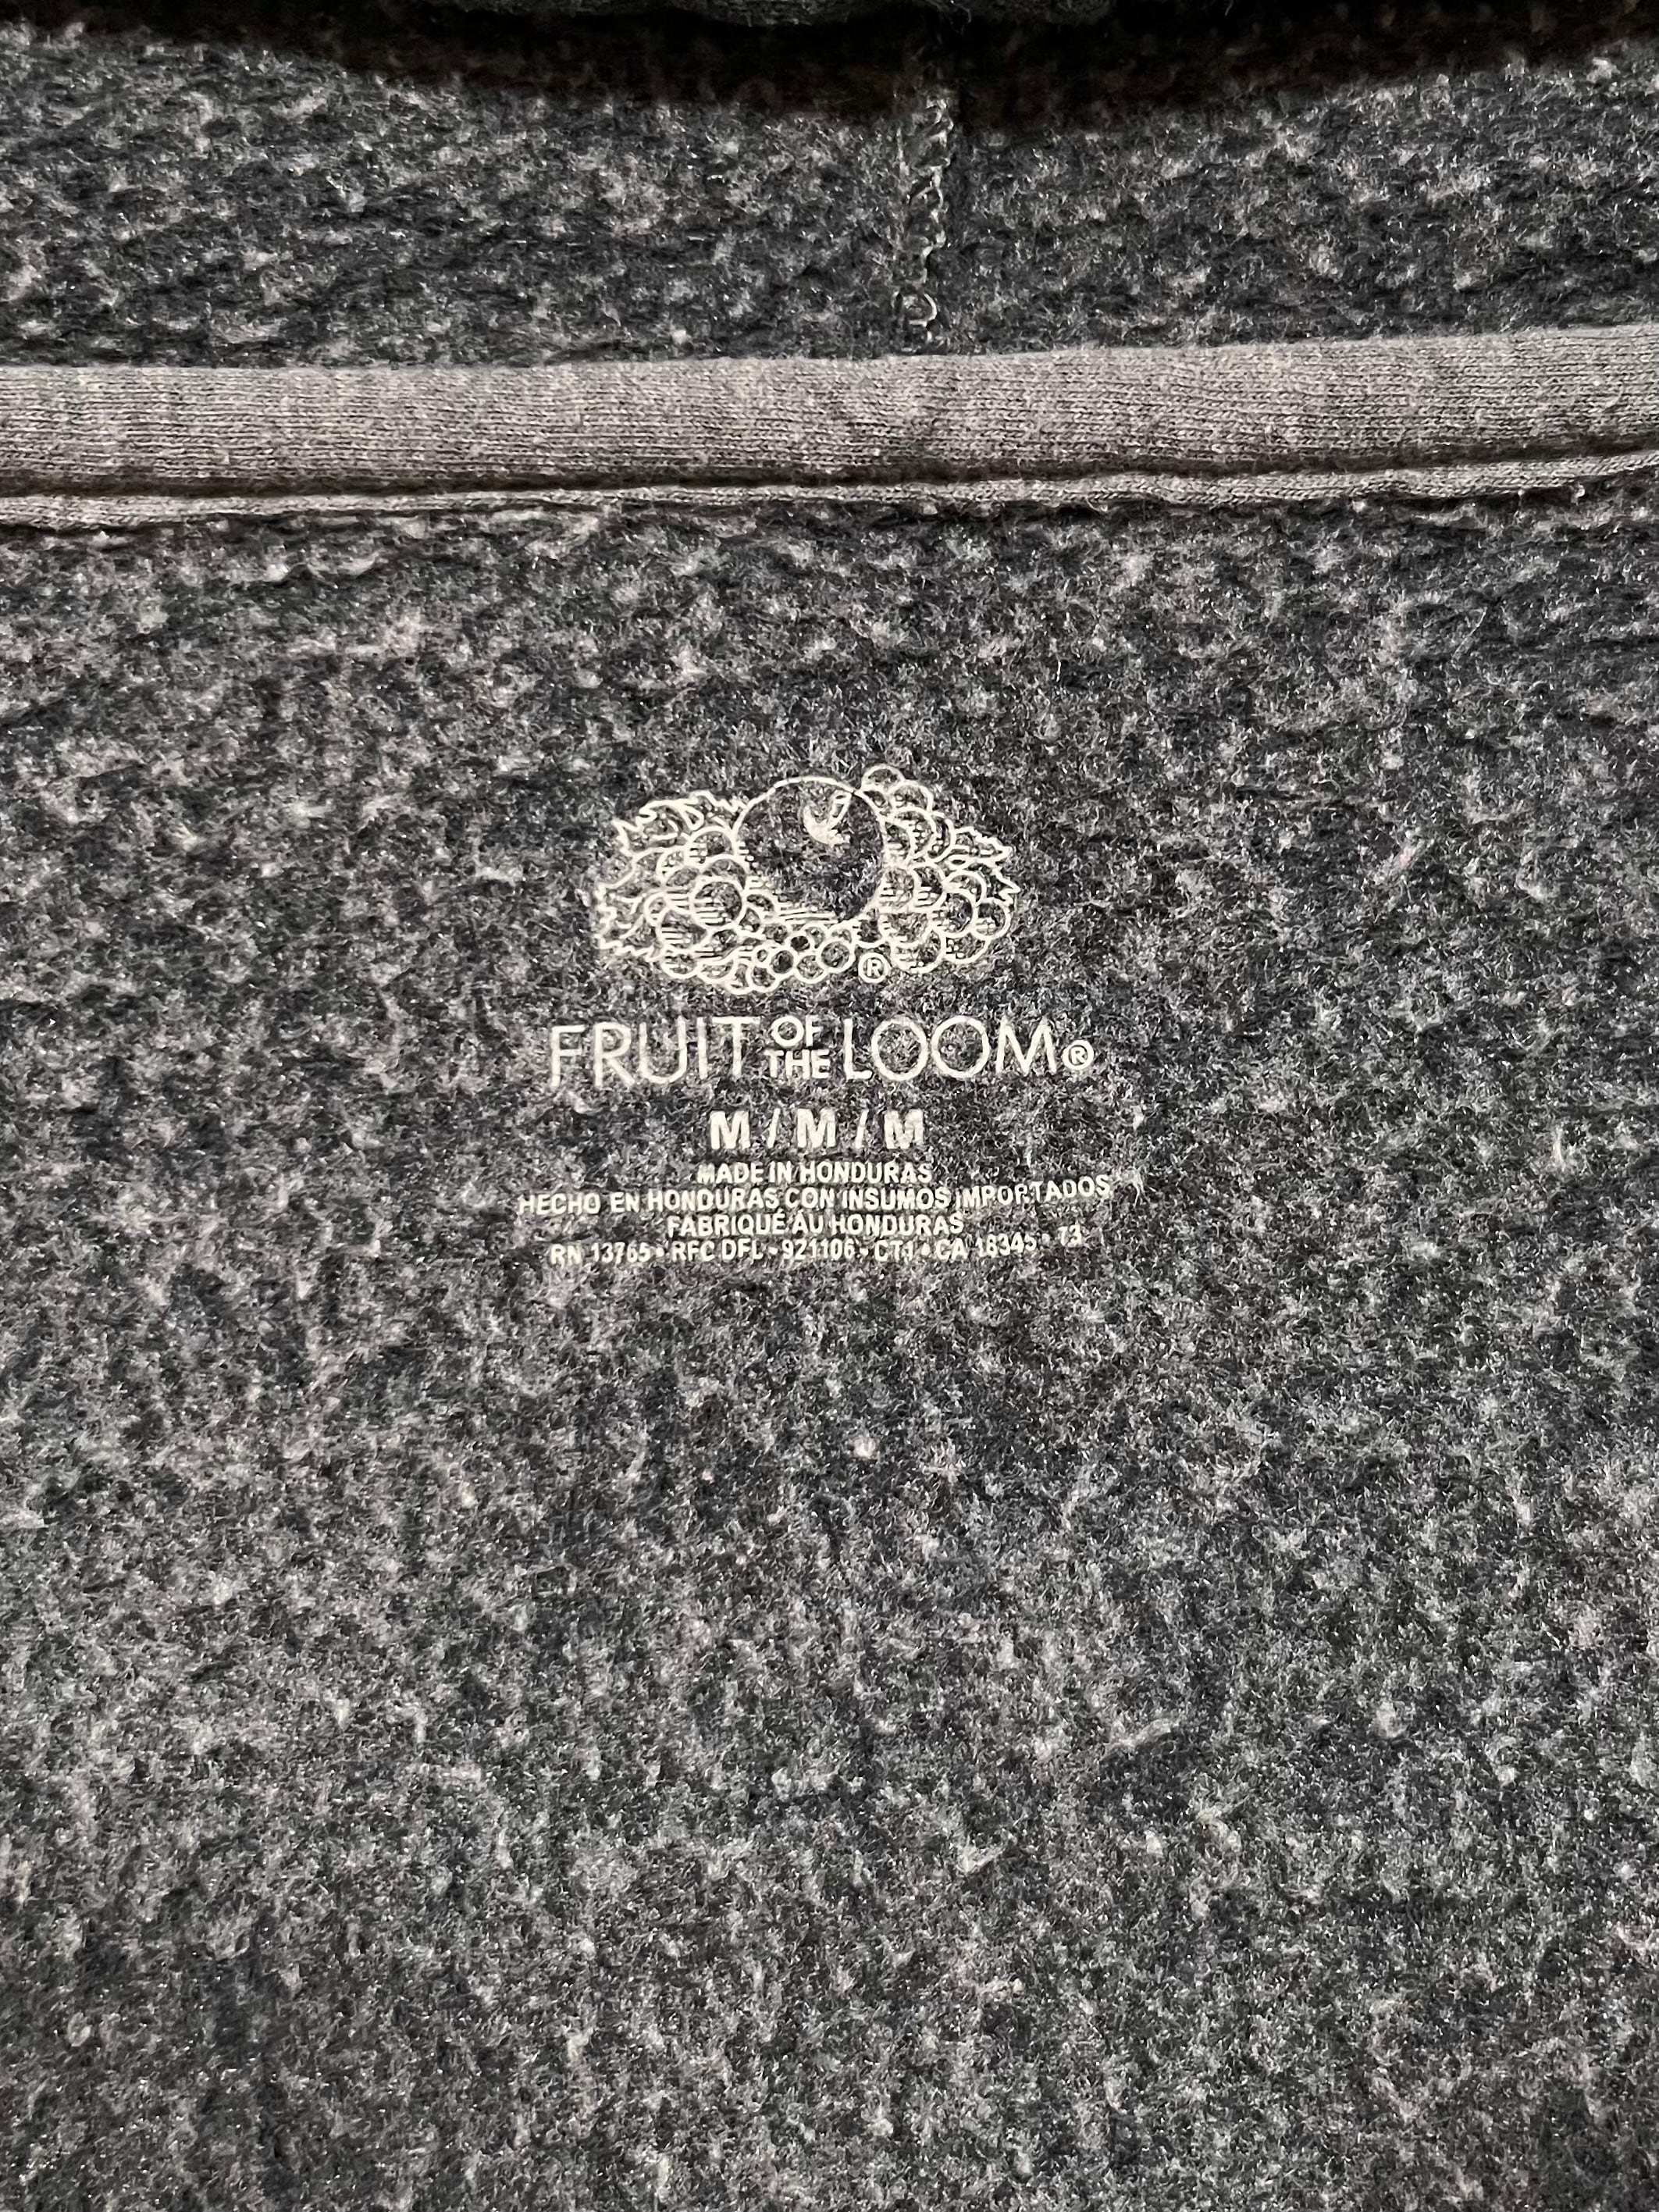 ®
FRUIT OF THE LOOM®
M / M / M
MADE IN HONDURAS
HECHO EN HONDURAS CON INSUMOS IMPORTADOS
FABRIQUÉ AU HONDURAS
RN 13765 • RFC DFL - 921106 - CT1 • CA 18345 • 73